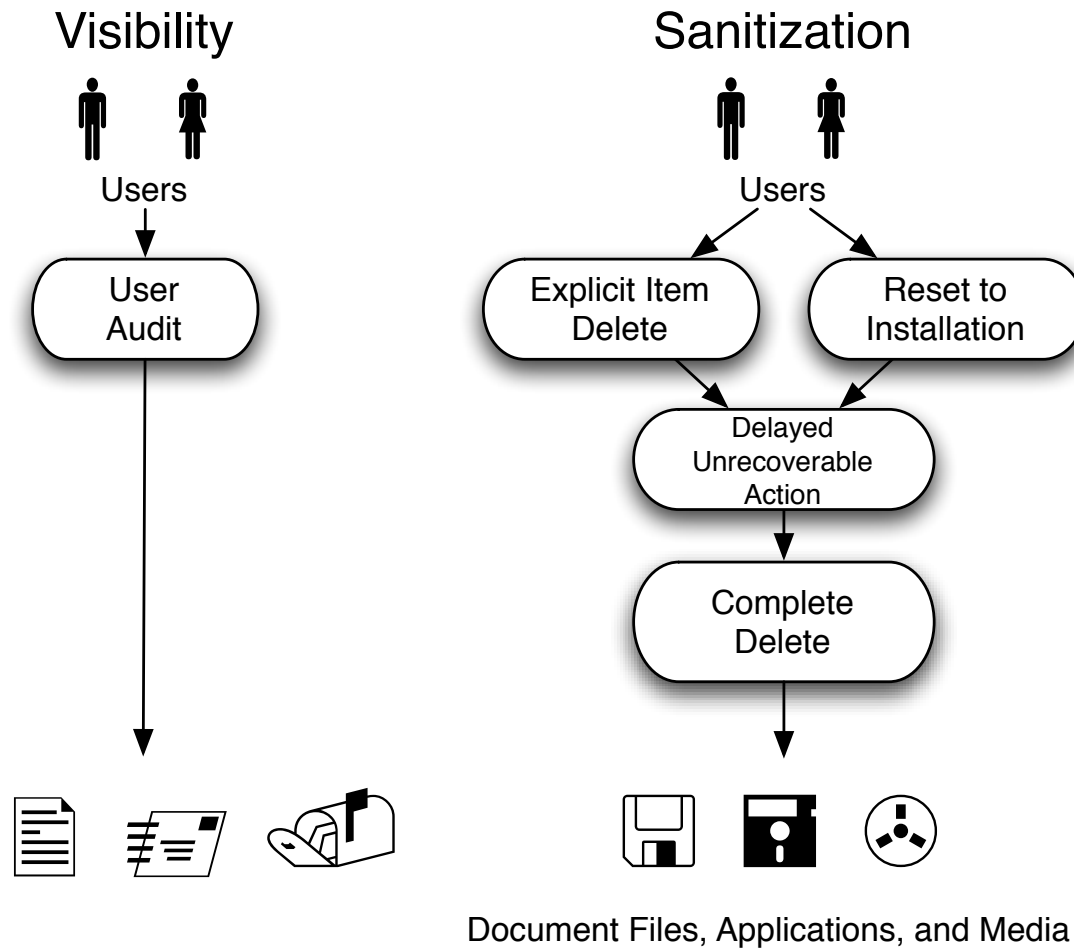 Visibility
Users
User
Audit
Sanitization
Users
Explicit Item
Delete
Reset to
Installation
Delayed
Unrecoverable
Action
Complete
Delete
Document Files, Applications, and Media